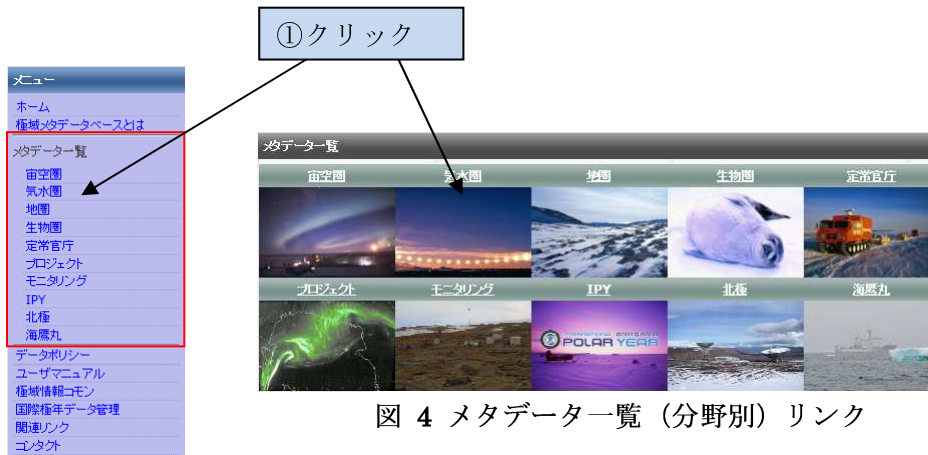 ①クリック
メニュー
ホーム
極域メタデータベースとは
メタデータ一覧
宙空圏
気水圏
地圏
生物圏
定常官庁
プロジェクト
モニタリング
IPY
北極
海鷹丸
データポリシー
ユーザマニュアル
極域情報コモン
国際極年データ管理
関連リンク
コンタクト
メタデータ一覧
宙空圏 気水圏 地圏 生物圏 定常官庁
プロジェクト モニタリング IPY 北極 海鷹丸
POLAR YEAR
図 4 メタデータ一覧（分野別）リンク